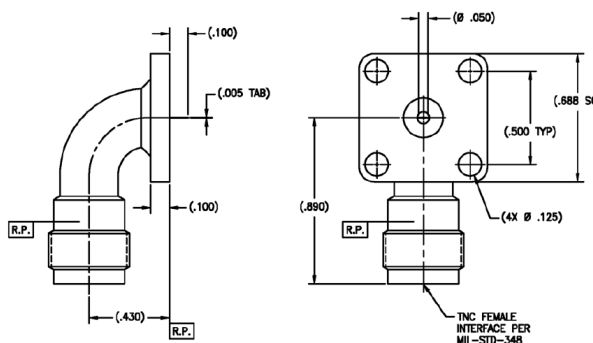 (.100)
(Ø .050)
(.005 TAB)
(.688 S
(.500 TYP)
(.890)
(.100)
R.P.
R.P.
(4X Ø .125)
(.430)
R.P.
TNC FEMALE
INTERFACE PER
MIL-STD-348